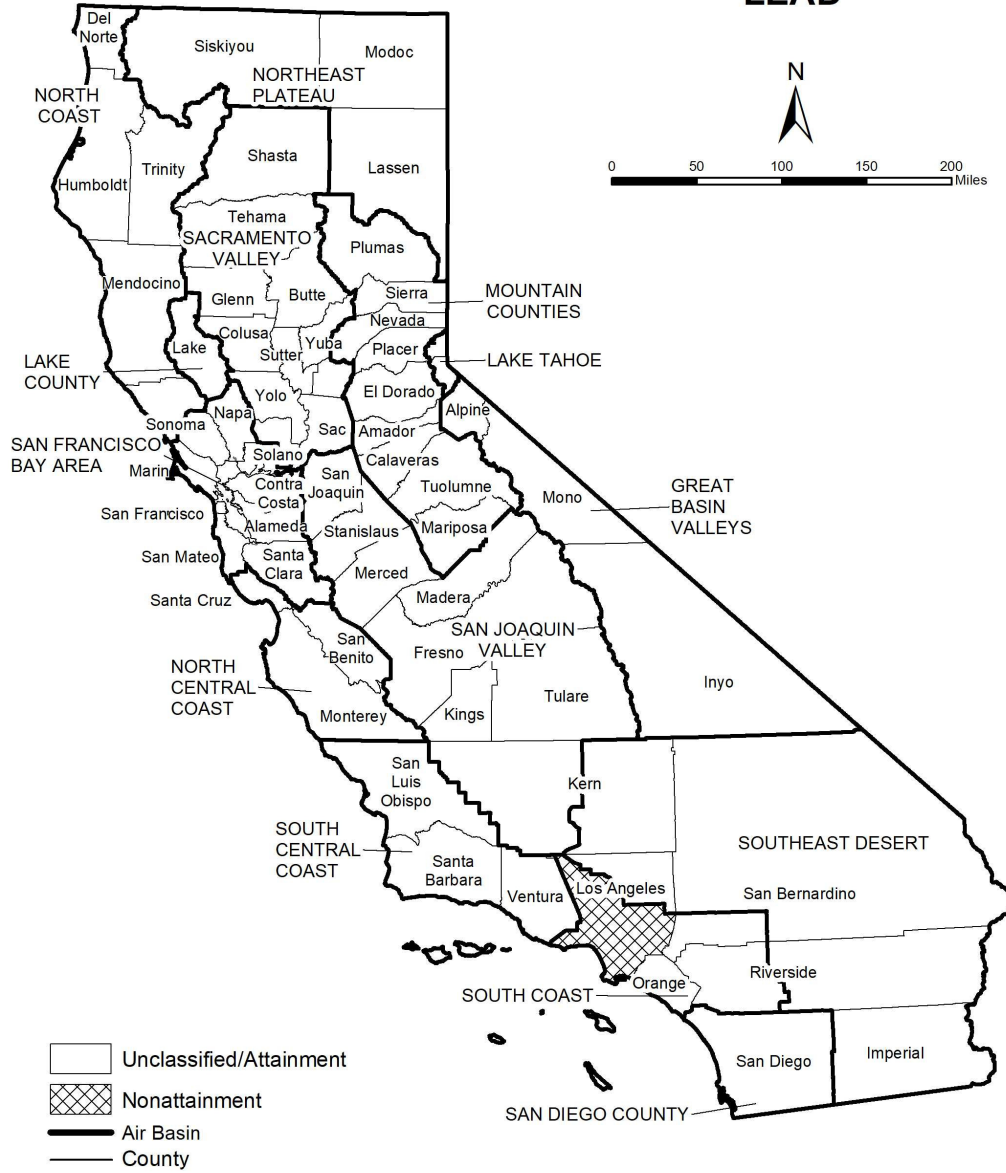 LEAD
N
0 50 100 150 200
Miles
Del
Norte
Siskiyou
Modoc
NORTHEAST
PLATEAU
NORTH
COAST
Trinity
Shasta
Lassen
Humboldt
Tehama
SACRAMENTO
VALLEY
Plumas
Mendocino
Glenn
Butte
Sierra
MOUNTAIN
COUNTIES
Nevada
Colusa
Sutter
Yuba
Placer
Lake
LAKE TAHOE
LAKE
COUNTY
Yolo
El Dorado
Napa
Alpine
Sonoma
Sac
Amador
SAN FRANCISCO
BAY AREA
Solano
Calaveras
Marin
Contra
Costa
San
Joaquin
Tuolumne
Mono
GREAT
BASIN
VALLEYS
San Francisco
Alameda
Stanislaus
Mariposa
San Mateo
Santa
Clara
Merced
Santa Cruz
Madera
San
Benito
Fresno
SAN JOAQUIN
VALLEY
NORTH
CENTRAL
COAST
Monterey
Kings
Tulare
Inyo
San
Luis
Obispo
Kern
SOUTH
CENTRAL
COAST
Santa
Barbara
SOUTHEAST DESERT
Ventura
Los Angeles
San Bernardino
Orange
Riverside
SOUTH COAST
San Diego
Imperial
SAN DIEGO COUNTY
Unclassified/Attainment
Nonattainment
Air Basin
County